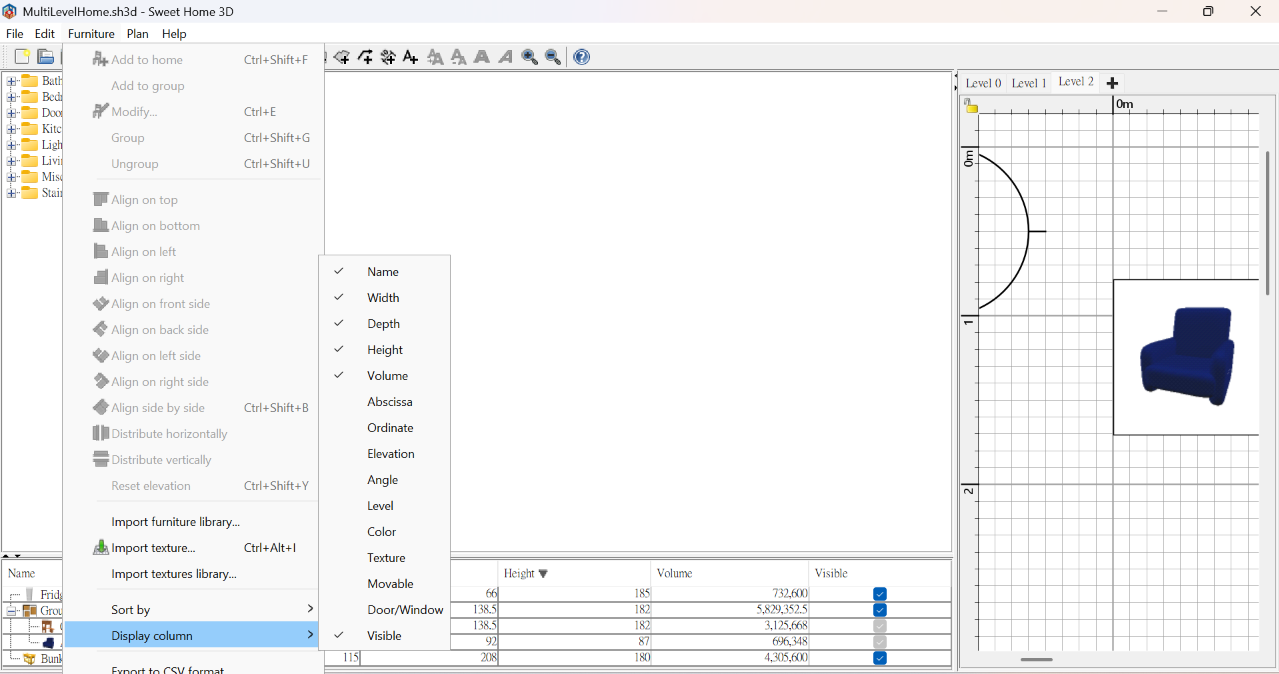 MultiLevelHome.sh3d - Sweet Home 3D
File Edit Furniture Plan Help
Add to home Ctrl+Shift+F
Add to group
Modify... Ctrl+E
Group Ctrl+Shift+G
Ungroup Ctrl+Shift+U
Align on top
Align on bottom
Align on left
Align on right
Align on front side
Align on back side
Align on left side
Align on right side
Align side by side Ctrl+Shift+B
Distribute horizontally
Distribute vertically
Reset elevation Ctrl+Shift+Y
Import furniture library...
Import texture... Ctrl+Alt+I
Import textures library...
Sort by
Display column
Export to CSV format
Name
Width
Depth
Height
Volume
Abscissa
Ordinate
Elevation
Angle
Level
Color
Texture
Movable
Door/Window
Visible
Level 0 Level 1 Level 2
0m
0m
1
2
Name Height Volume Visible
66 185 732,600
138.5 182 5,829,352.5
138.5 182 3,125,668
92 87 696,348
Bunk 115 208 180 4,305,600